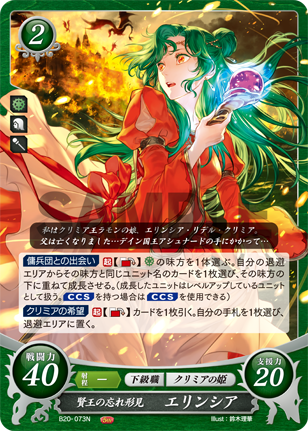 2
SAMPLE
私はクリミア王ラモンの娘、エリンシア・リデル・クリミア。
父は亡くなりました…デイン国王アシュナードの手にかかって…
傭兵団との出会い 起【】の味方を1体選ぶ。自分の退避
エリアからその味方と同じユニット名のカードを1枚選び、その味方
の下に重ねて成長させる。(成長したユニットはレベルアップしているユニッ
トとして扱う。CCSを持つ場合はCCSを使用できる)
クリミアの希望 起【】カードを1枚引く。自分の手札を1枚選び、
退避エリアに置く。
戦闘力
40
射程 ー 下級職 クリミアの姫
支援力
20
B20-073N
賢王の忘れ形見 エリンシア
Illust:鈴木理華